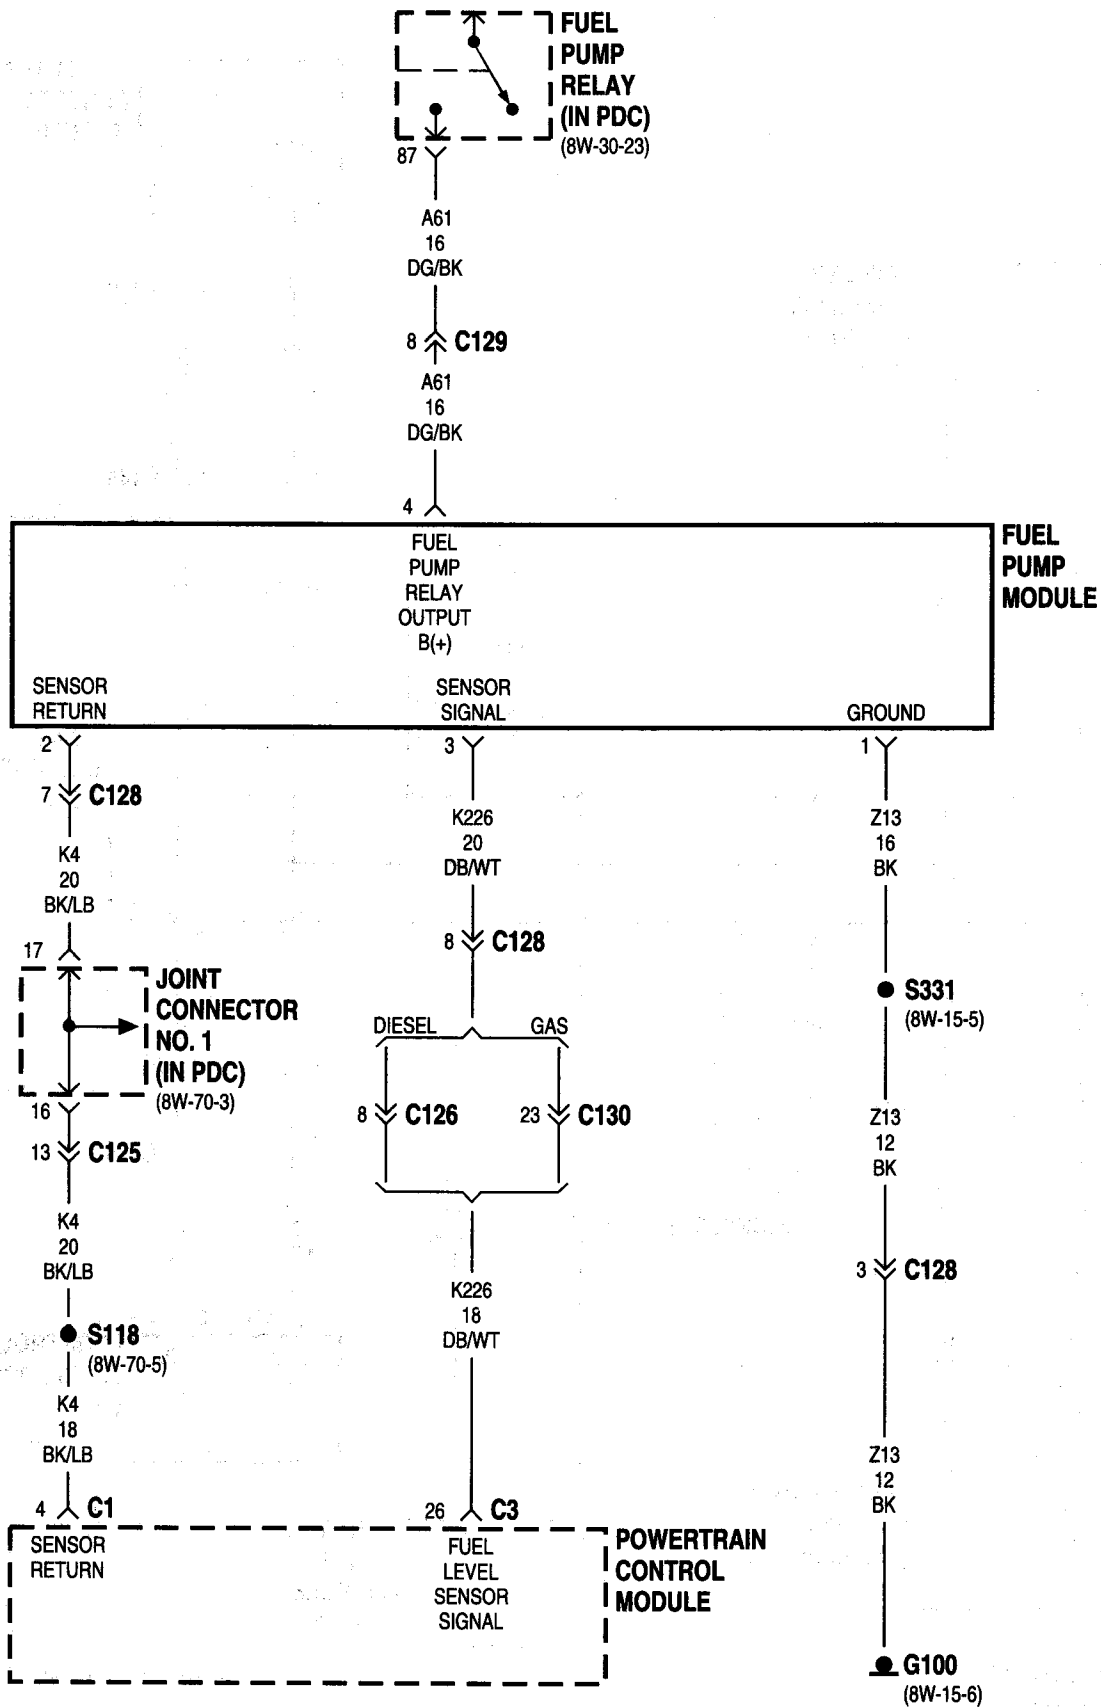 FUEL
PUMP
RELAY
(IN PDC)
(8W-30-23)
87
A61
16
DG/BK
8 C129
A61
16
DG/BK
4
FUEL
PUMP
MODULE
FUEL
PUMP
RELAY
OUTPUT
B(+)
SENSOR
RETURN
SENSOR
SIGNAL
GROUND
2
3
1
7 C128
K4
20
BK/LB
17
JOINT
CONNECTOR
NO. 1
(IN PDC)
(8W-70-3)
16
13 C125
K4
20
BK/LB
S118
(8W-70-5)
K4
18
BK/LB
4 C1
K226
20
DB/WT
8 C128
DIESEL GAS
8 C126
23 C130
K226
18
DB/WT
26 C3
Z13
16
BK
S331
(8W-15-5)
Z13
12
BK
3 C128
Z13
12
BK
G100
(8W-15-6)
SENSOR
RETURN
FUEL
LEVEL
SENSOR
SIGNAL
POWERTRAIN
CONTROL
MODULE